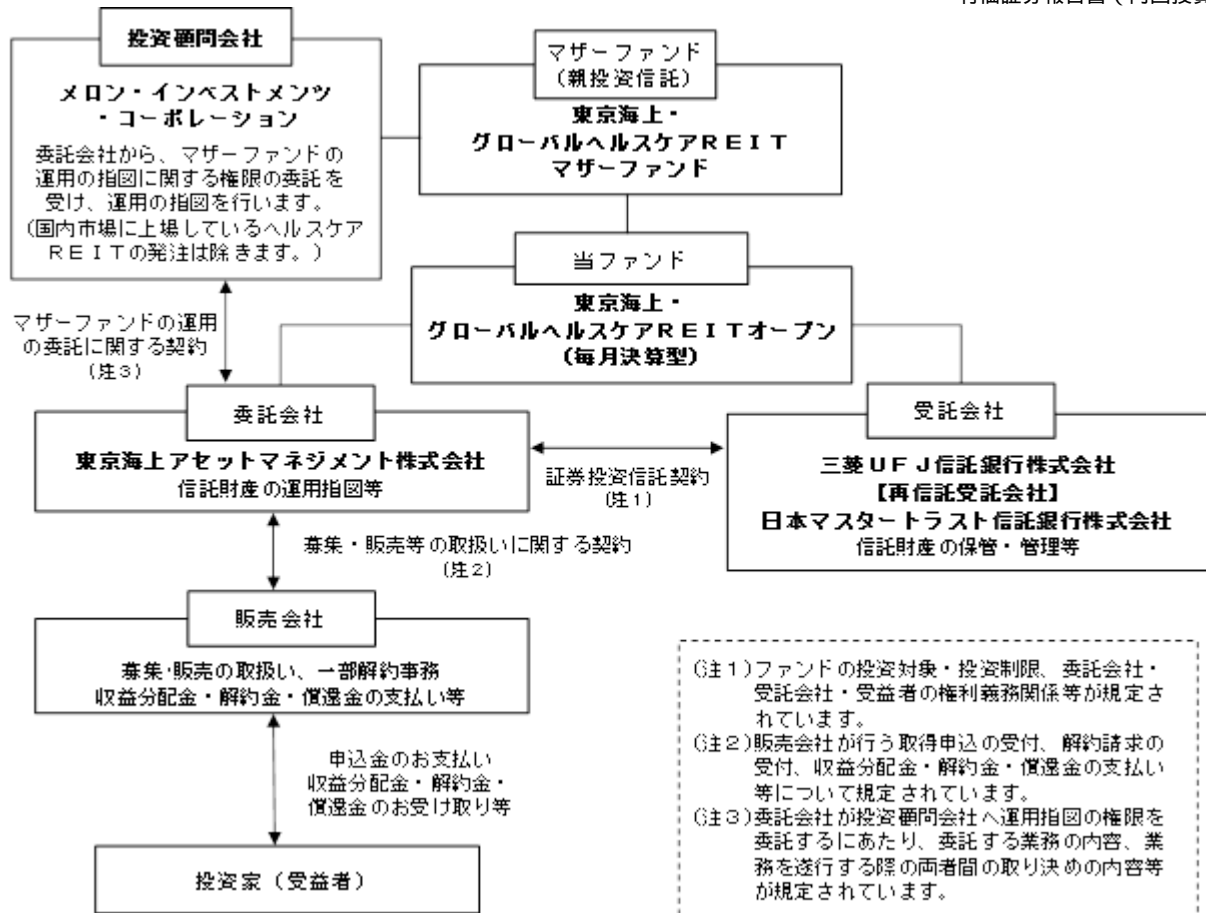 投資顧問会社
メロン・インベストメンツ
・コーポレーション
委託会社から、マザーファンドの
運用の指図に関する権限の委託を
受け、運用の指図を行います。
(国内市場に上場しているヘルスケア
ＲＥＩＴの発注は除きます。)
マザーファンド
(親投資信託)
東京海上・
グローバルヘルスケアＲＥＩＴ
マザーファンド
当ファンド
東京海上・
グローバルヘルスケアＲＥＩＴオープン
(毎月決算型)
マザーファンドの運用
の委託に関する契約
(注３)
委託会社
東京海上アセットマネジメント株式会社
信託財産の運用指図等
証券投資信託契約
(注１)
受託会社
三菱ＵＦＪ信託銀行株式会社
【再信託受託会社】
日本マスタートラスト信託銀行株式会社
信託財産の保管・管理等
募集・販売等の取扱いに関する契約
(注２)
販売会社
募集・販売の取扱い、一部解約事務
収益分配金・解約金・償還金の支払い等
申込金のお支払い
収益分配金・解約金・
償還金のお受け取り等
投資家（受益者）
(注１)ファンドの投資対象・投資制限、委託会社・
受託会社・受益者の権利義務関係等が規定さ
れています。
(注２)販売会社が行う取得申込の受付、解約請求の
受付、収益分配金・解約金・償還金の支払い
等について規定されています。
(注３)委託会社が投資顧問会社へ運用指図の権限を
委託するにあたり、委託する業務の内容、業
務を遂行する際の両者間の取り決めの内容等
が規定されています。